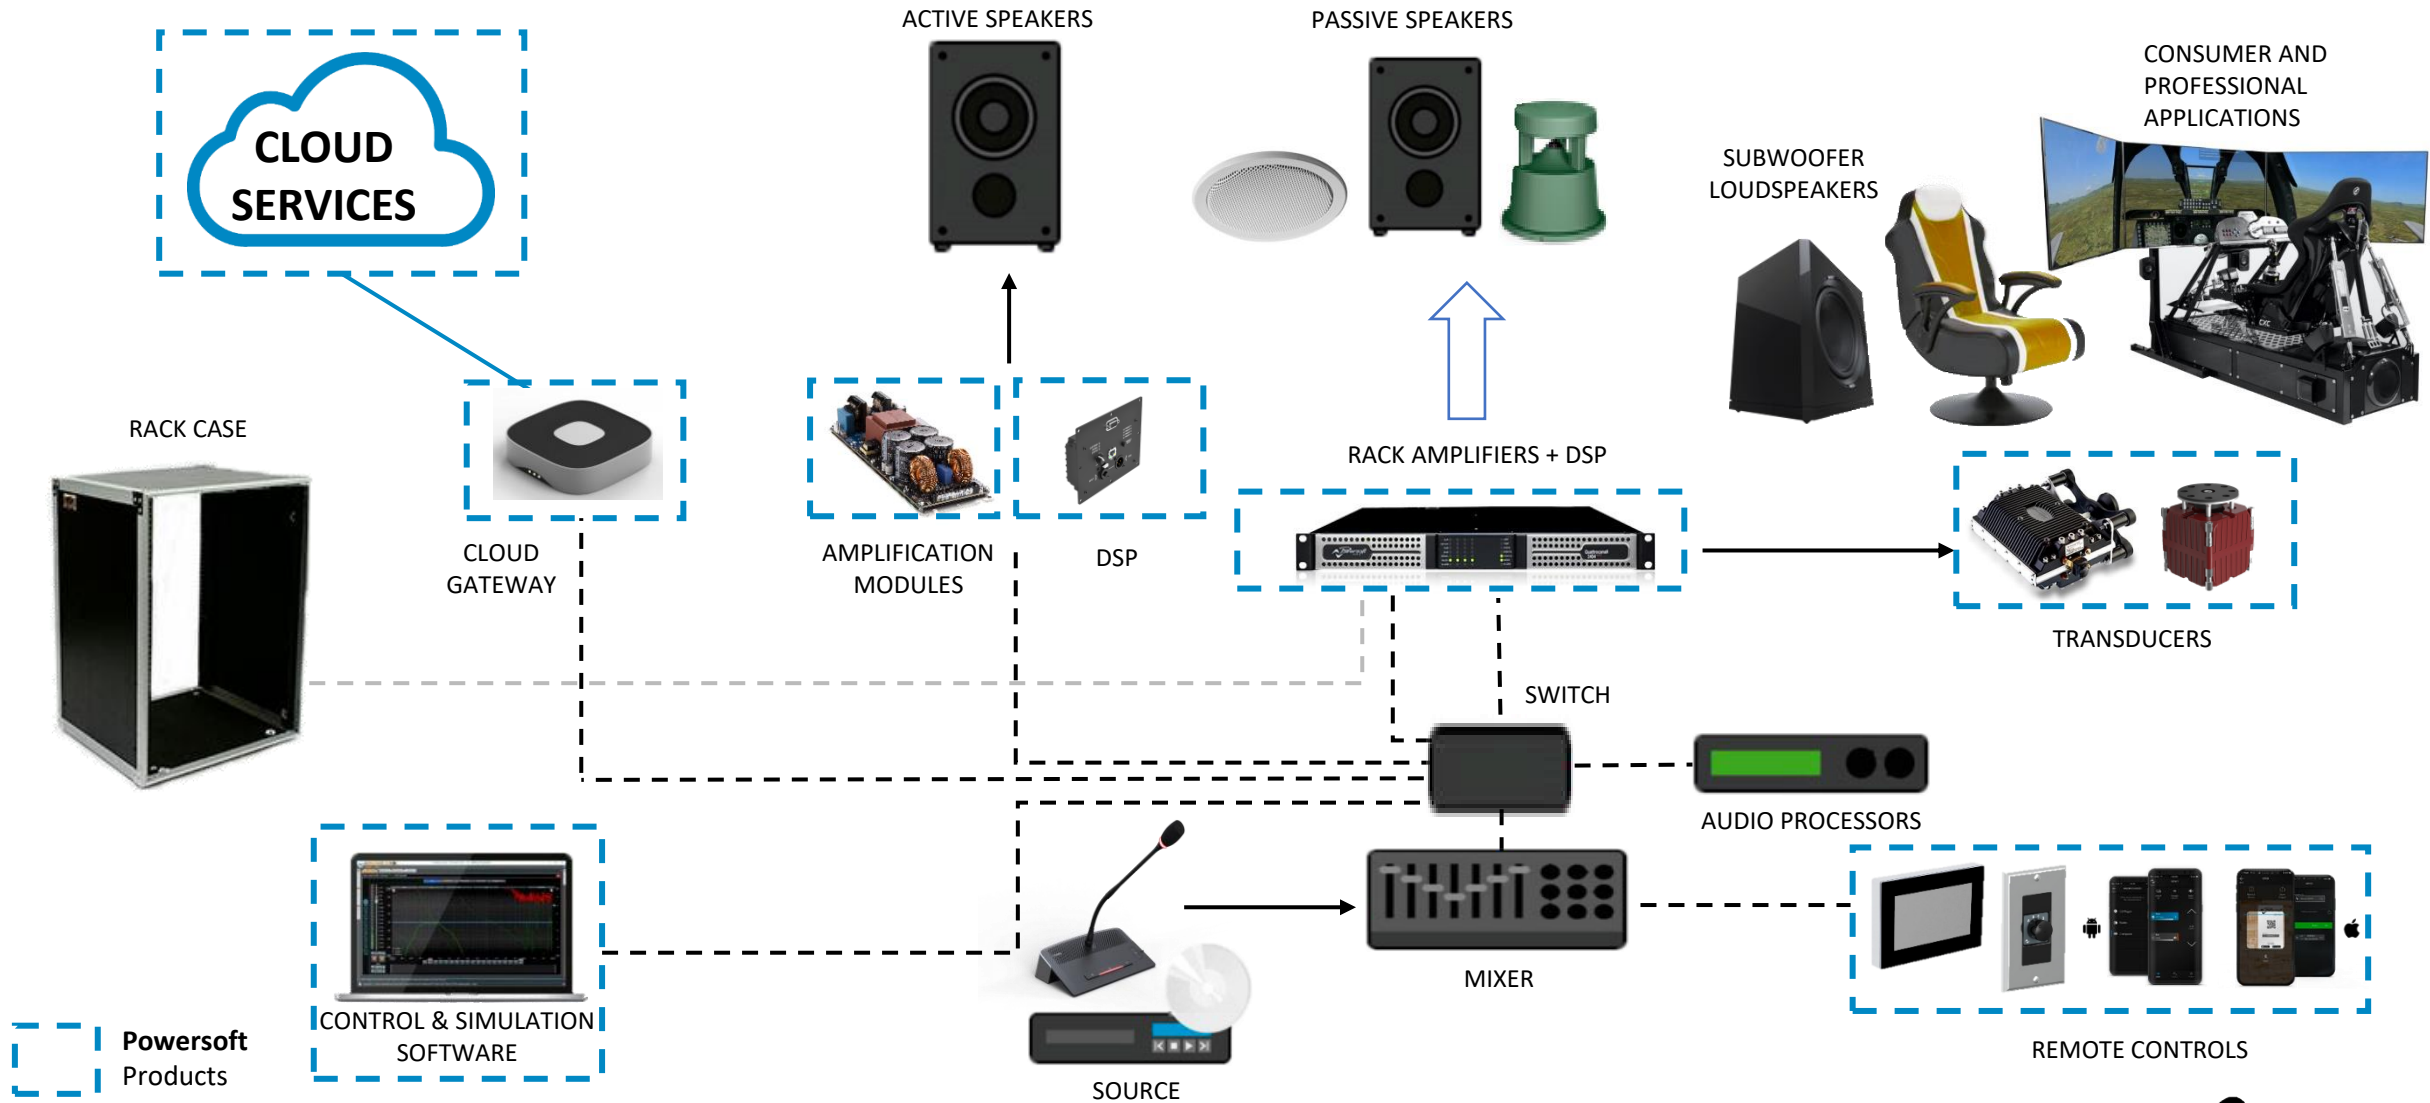 ACTIVE SPEAKERS
PASSIVE SPEAKERS
CONSUMER AND
PROFESSIONAL
APPLICATIONS
CLOUD
SERVICES
SUBWOOFER
LOUDSPEAKERS
RACK CASE
RACK AMPLIFIERS + DSP
CLOUD
GATEWAY
AMPLIFICATION
MODULES
DSP
TRANSDUCERS
SWITCH
AUDIO PROCESSORS
MIXER
CONTROL & SIMULATION
SOFTWARE
REMOTE CONTROLS
Powersoft
Products
SOURCE